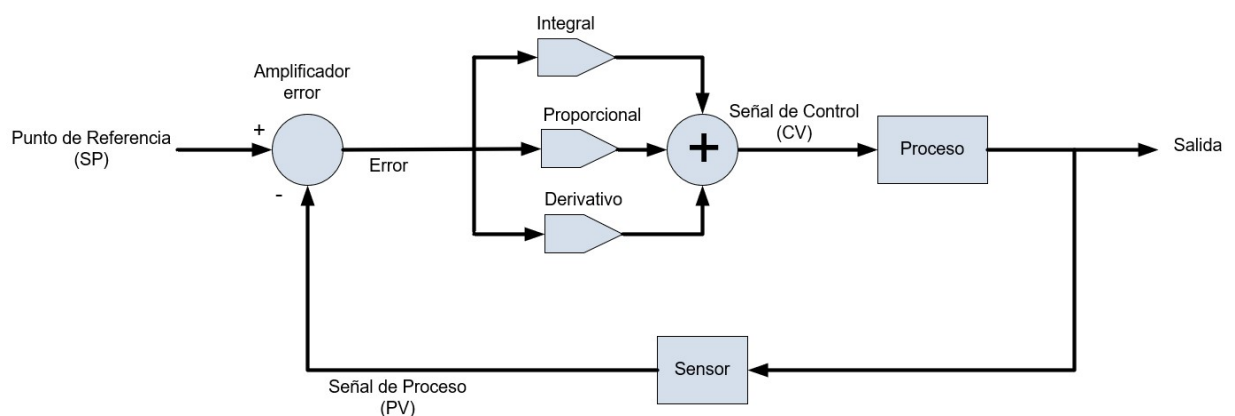 Integral
Amplificador
error
Proporcional
Señal de Control
(CV)
Punto de Referencia
(SP)
+
+
Proceso
Salida
Error
-
Derivativo
Sensor
Señal de Proceso
(PV)